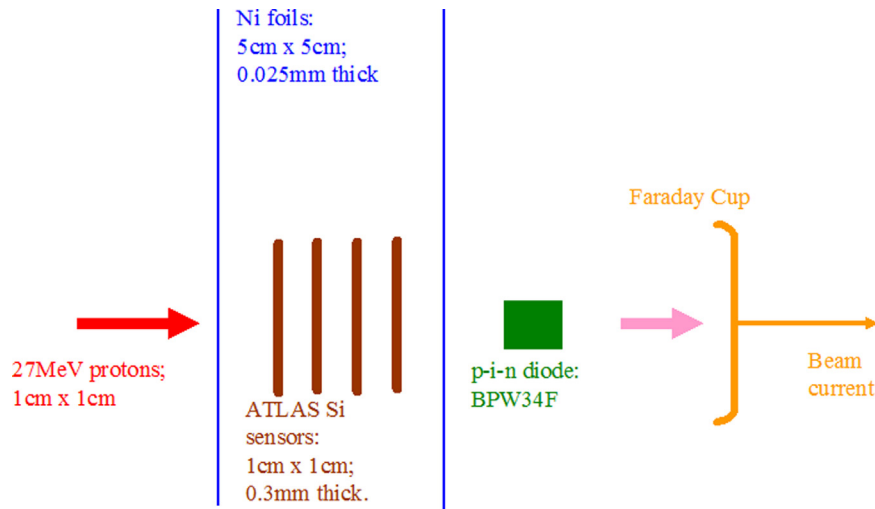 Ni foils:
5cm x 5cm;
0.025mm thick
Faraday Cup
27MeV protons;
1cm x 1cm
ATLAS Si
sensors:
1cm x 1cm;
0.3mm thick.
p-i-n diode:
BPW34F
Beam
current